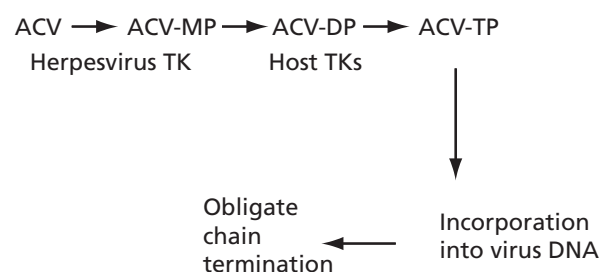 ACV ACV-MP ACV-DP ACV-TP
Herpesvirus TK Host TKs
Obligate
chain
termination
Incorporation
into virus DNA